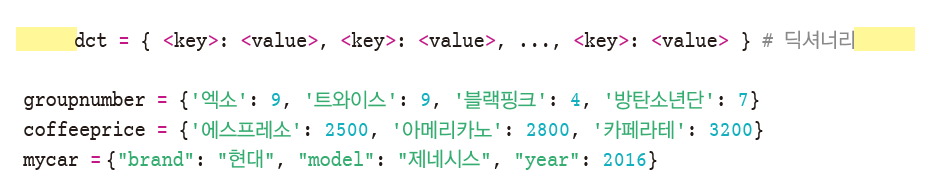 dct = { <key>: <value>, <key>: <value>, ..., <key>: <value> } # 딕셔너리
groupnumber = {'엑소': 9, '트와이스': 9, '블랙핑크': 4, '방탄소년단': 7}
coffeeprice = {'에스프레소': 2500, '아메리카노': 2800, '카페라테': 3200}
mycar ={"brand": "현대", "model": "제네시스", "year": 2016}